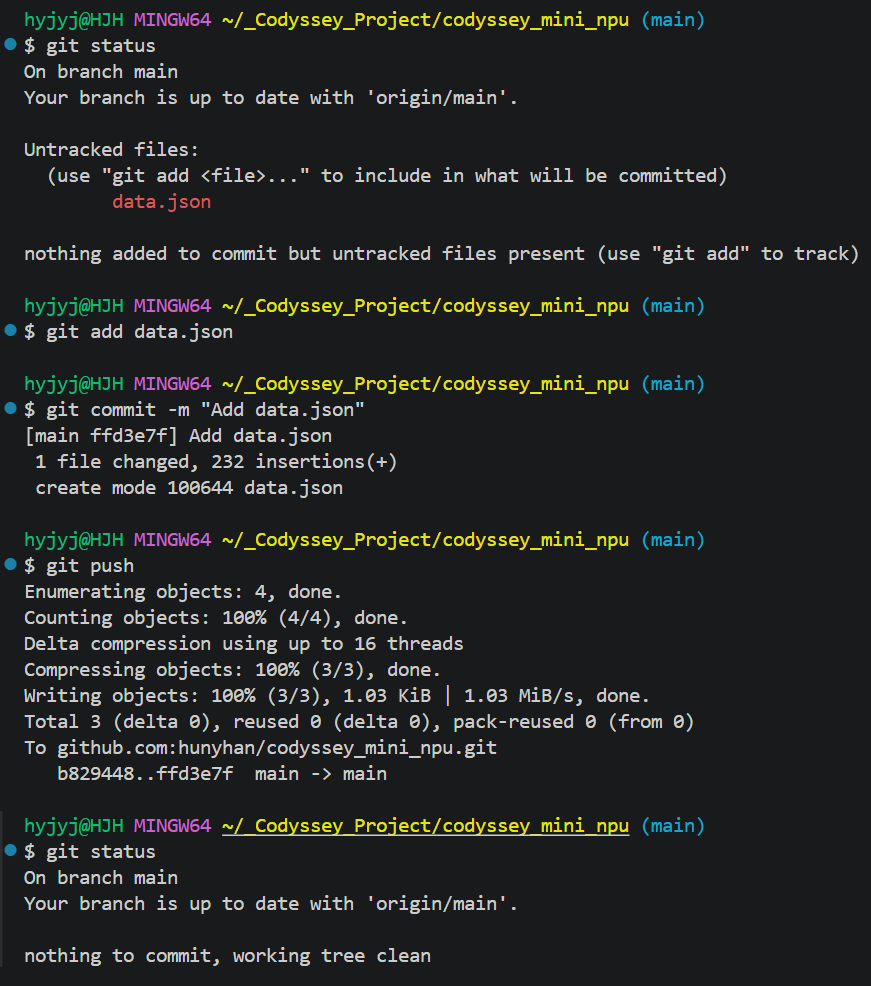 hyjyj@HJH MINGW64 ~/_Codyssey_Project/codyssey_mini_npu (main)
$ git status
On branch main
Your branch is up to date with 'origin/main'.
Untracked files:
  (use "git add <file>..." to include in what will be committed)
        data.json
nothing added to commit but untracked files present (use "git add" to track)
hyjyj@HJH MINGW64 ~/_Codyssey_Project/codyssey_mini_npu (main)
$ git add data.json
hyjyj@HJH MINGW64 ~/_Codyssey_Project/codyssey_mini_npu (main)
$ git commit -m "Add data.json"
[main ffd3e7f] Add data.json
 1 file changed, 232 insertions(+)
 create mode 100644 data.json
hyjyj@HJH MINGW64 ~/_Codyssey_Project/codyssey_mini_npu (main)
$ git push
Enumerating objects: 4, done.
Counting objects: 100% (4/4), done.
Delta compression using up to 16 threads
Compressing objects: 100% (3/3), done.
Writing objects: 100% (3/3), 1.03 KiB | 1.03 MiB/s, done.
Total 3 (delta 0), reused 0 (delta 0), pack-reused 0 (from 0)
To github.com:hunyhan/codyssey_mini_npu.git
   b829448..ffd3e7f  main -> main
hyjyj@HJH MINGW64 ~/_Codyssey_Project/codyssey_mini_npu (main)
$ git status
On branch main
Your branch is up to date with 'origin/main'.
nothing to commit, working tree clean